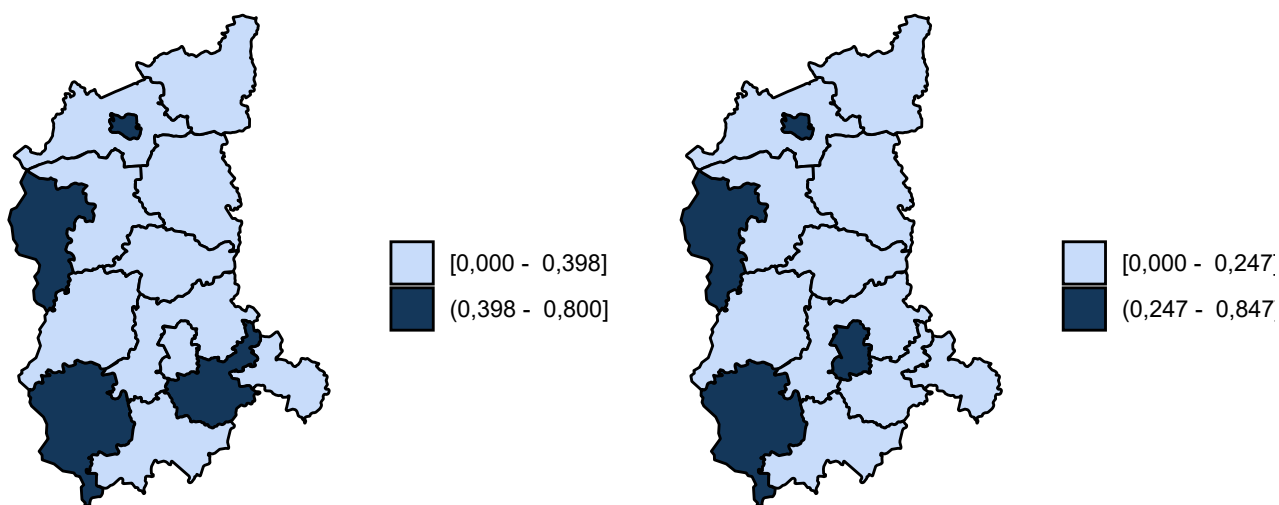 [0,000 - 0,398]
(0,398 - 0,800]
[0,000 - 0,247]
(0,247 - 0,847]